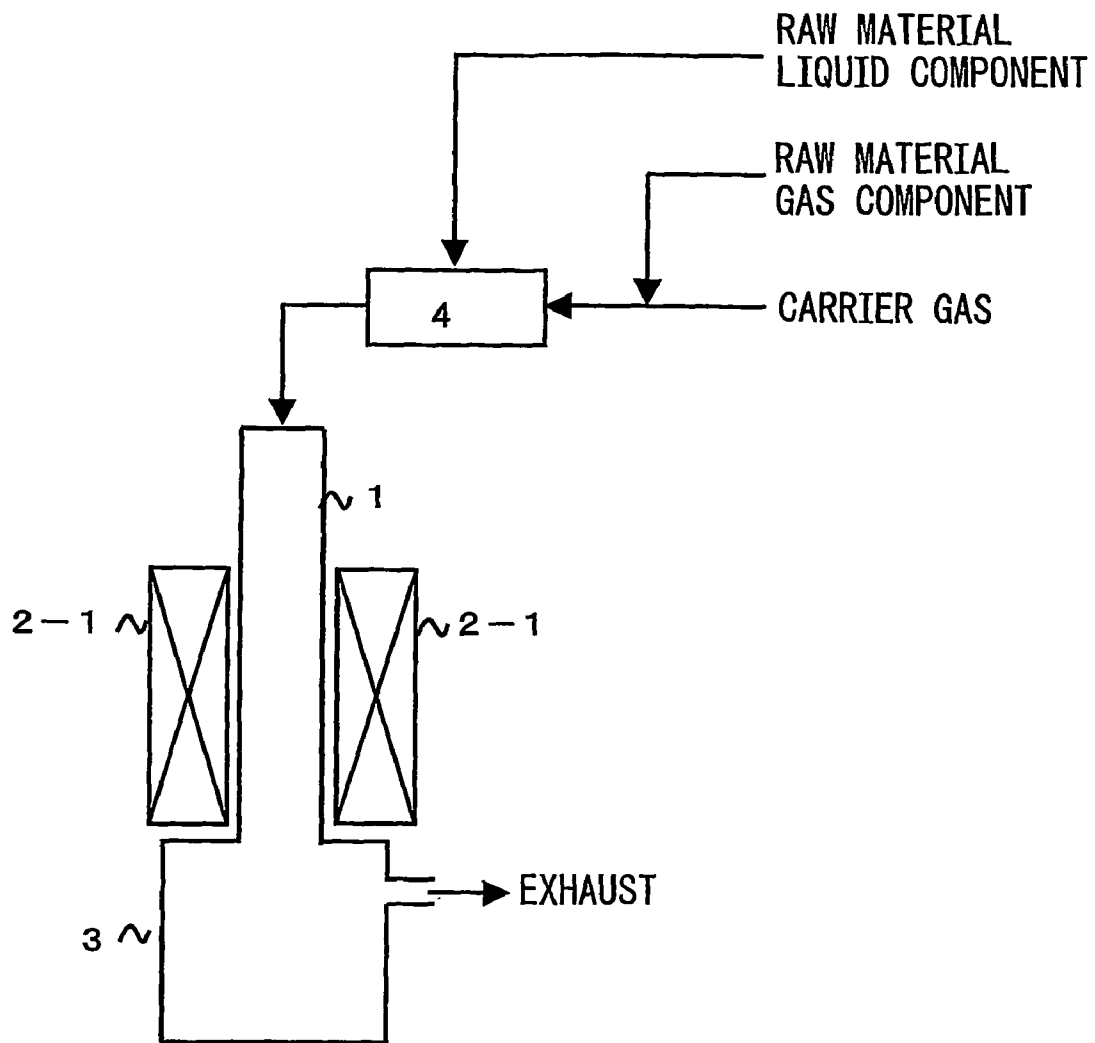 RAW MATERIAL
LIQUID COMPONENT
RAW MATERIAL
GAS COMPONENT
4
CARRIER GAS
1
2-1
2-1
EXHAUST
3